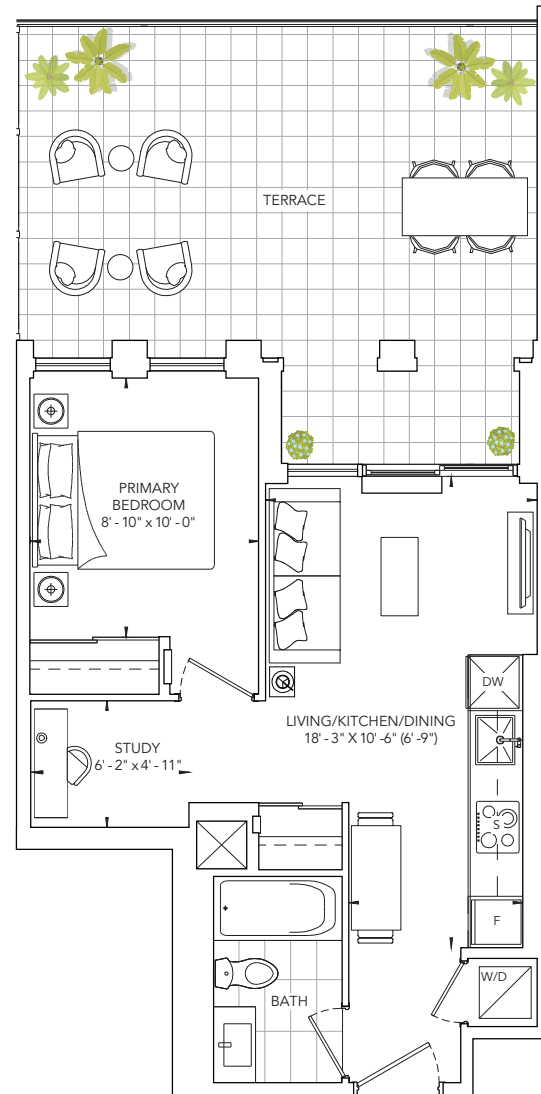 TERRACE
PRIMARY
BEDROOM
8' - 10" x 10' - 0"
DW
LIVING/KITCHEN/DINING
18' - 3" X 10' -6" (6' -9")
STUDY
6' - 2" x 4' - 11"
S
F
W/D
BATH